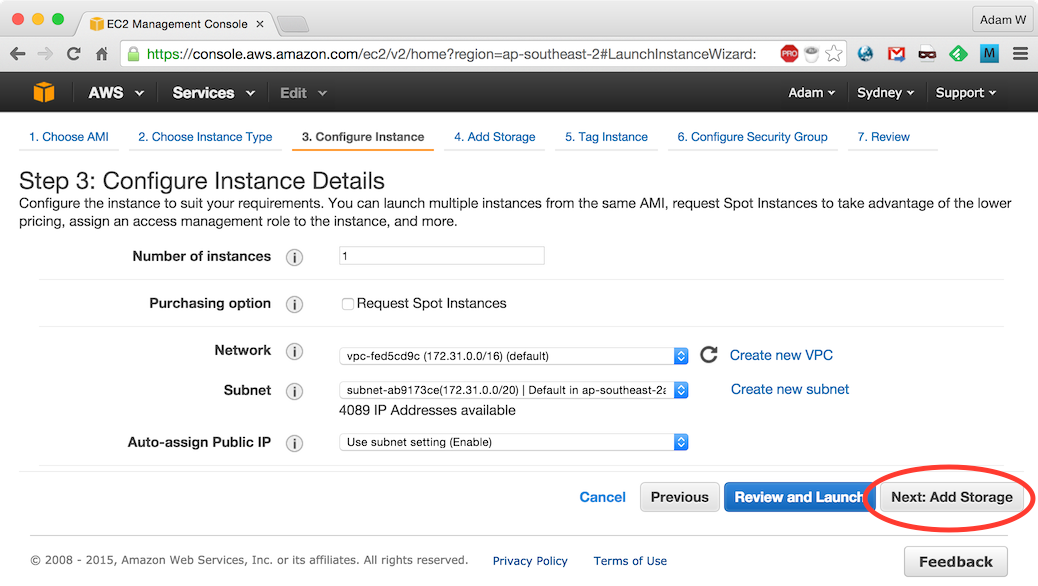 EC2 Management Console
Adam W
https://console.aws.amazon.com/ec2/v2/home?region=ap-southeast-2#LaunchInstanceWizard:
PRO
M
AWS Services Edit Adam Sydney Support
1. Choose AMI 2. Choose Instance Type 3. Configure Instance 4. Add Storage 5. Tag Instance 6. Configure Security Group 7. Review
Step 3: Configure Instance Details
Configure the instance to suit your requirements. You can launch multiple instances from the same AMI, request Spot Instances to take advantage of the lower
pricing, assign an access management role to the instance, and more.
Number of instances i 1
Purchasing option i Request Spot Instances
Network i vpc-fed5cd9c (172.31.0.0/16) (default) Create new VPC
Subnet i subnet-ab9173ce(172.31.0.0/20) | Default in ap-southeast-2a Create new subnet
4089 IP Addresses available
Auto-assign Public IP i Use subnet setting (Enable)
Cancel Previous Review and Launch Next: Add Storage
© 2008 - 2015, Amazon Web Services, Inc. or its affiliates. All rights reserved. Privacy Policy Terms of Use
Feedback